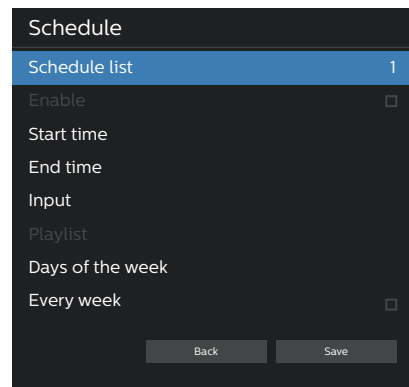 Schedule
Schedule list 1
Enable
Start time
End time
Input
Playlist
Days of the week
Every week
Back Save